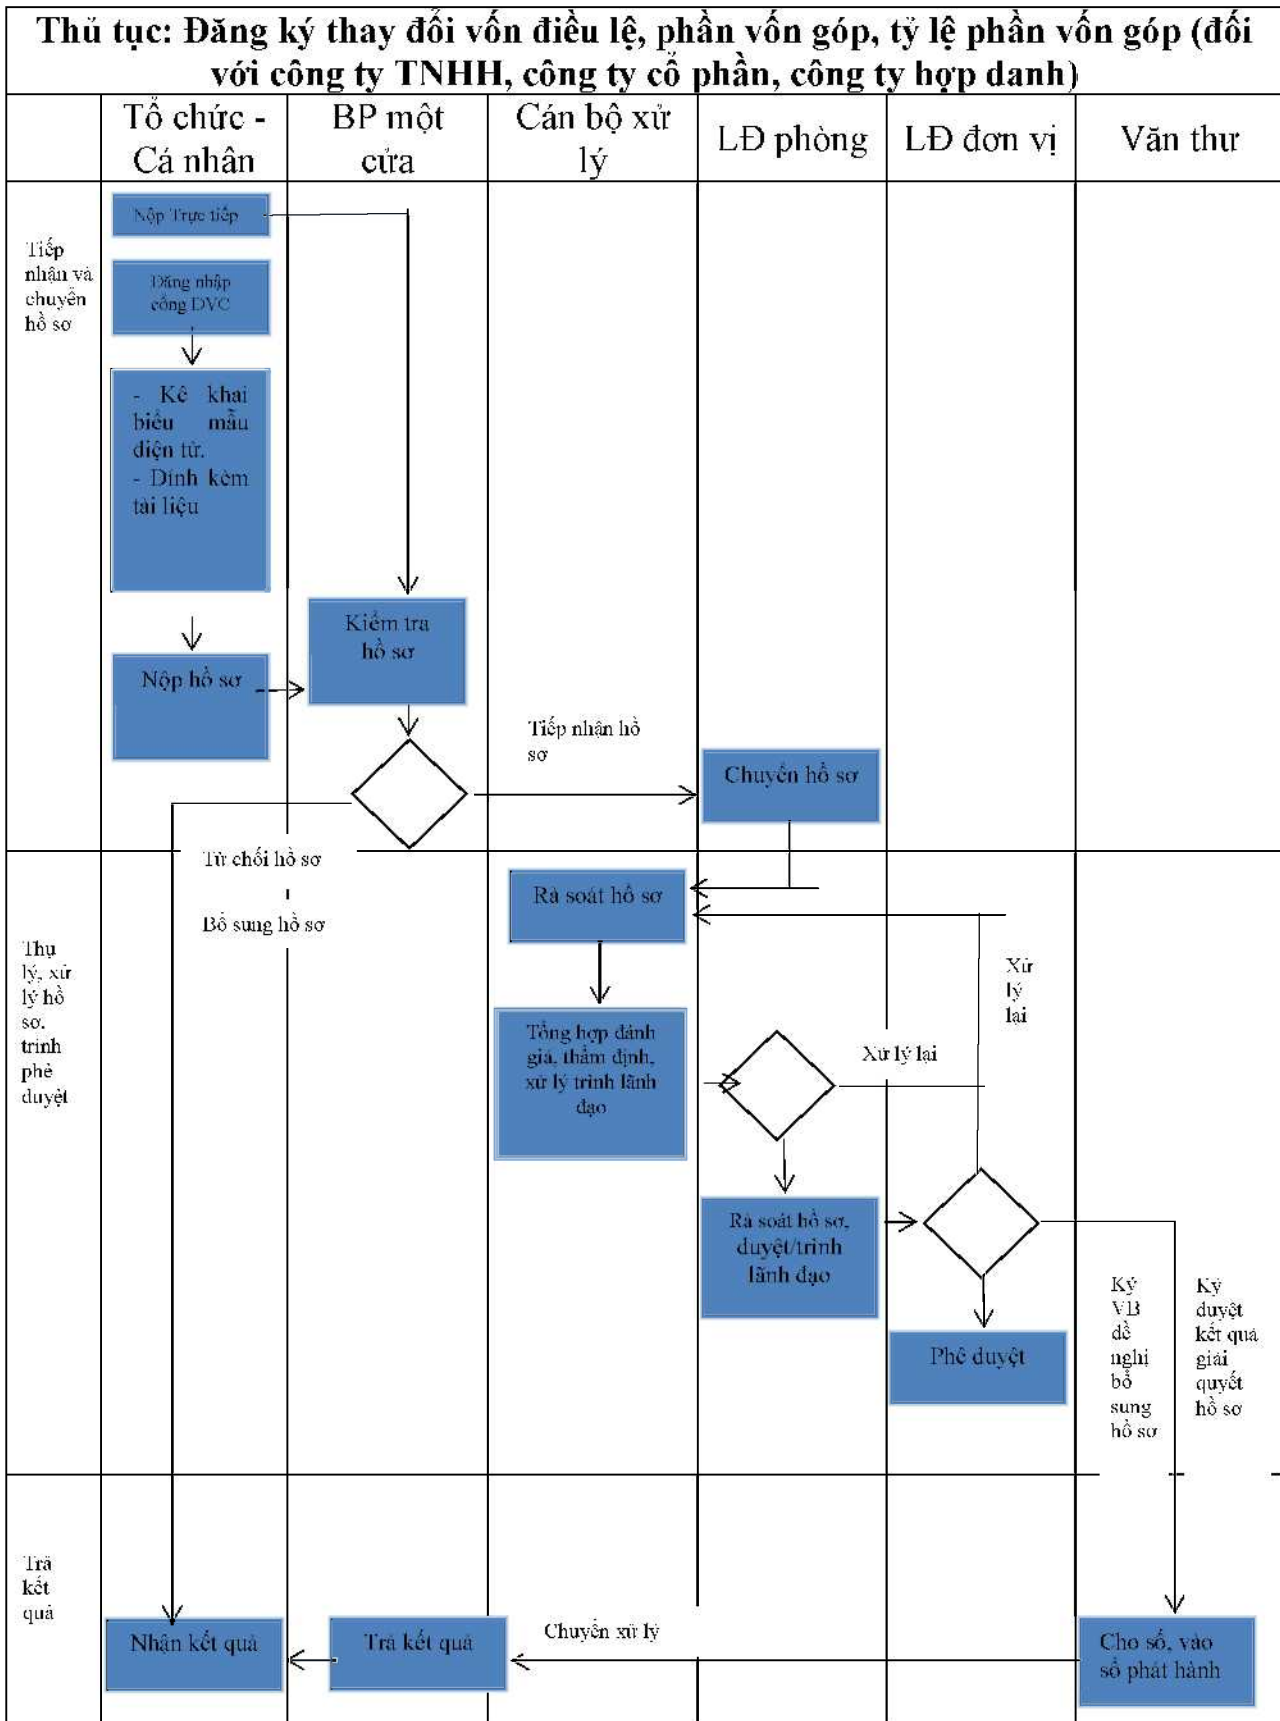 Thủ tục: Đăng ký thay đổi vốn điều lệ, phần vốn góp, tỷ lệ phần vốn góp (đối
với công ty TNHH, công ty cổ phần, công ty hợp danh)
Tổ chức -
Cá nhân
BP một
cửa
Cán bộ xử
lý
LĐ phòng
LĐ đơn vị
Văn thư
Tiếp
nhận và
chuyển
hồ sơ
Nộp Trực tiếp
Đăng nhập
cổng DVC
- Kê khai
biểu mẫu
điện tử.
- Đính kèm
tài liệu
Nộp hồ sơ
Kiểm tra
hồ sơ
Tiếp nhận hồ
sơ
Chuyển hồ sơ
Từ chối hồ sơ
Bổ sung hồ sơ
Thụ
lý, xử
lý hồ
sơ.
trình
phê
duyệt
Rà soát hồ sơ
Tổng hợp đánh
giá, thẩm định,
xử lý trình lãnh
đạo
Xử lý lại
Xử
lý
lại
Rà soát hồ sơ,
duyệt/trình
lãnh đạo
Phê duyệt
Ký
VB
đề
nghị
bổ
sung
hồ sơ
Ký
duyệt
kết quả
giải
quyết
hồ sơ
Trả
kết
quả
Nhận kết quả
Trả kết quả
Chuyển xử lý
Cho số, vào
sổ phát hành